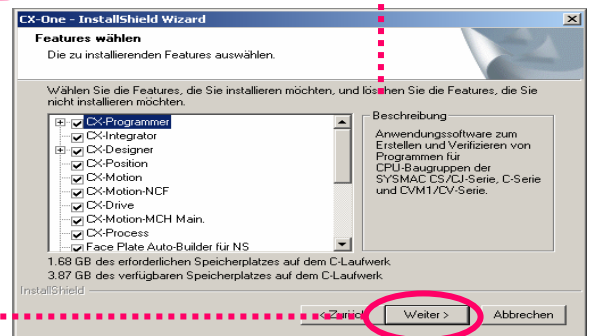 CX-One - InstallShield Wizard
Features wählen
Die zu installierenden Features auswählen.
Wählen Sie die Features, die Sie installieren möchten, und löschen Sie die Features, die Sie
nicht installieren möchten.
CX-Programmer
CX-Integrator
CX-Designer
CX-Position
CX-Motion
CX-Motion-NCF
CX-Drive
CX-Motion-MCH Main.
CX-Process
Face Plate Auto-Builder für NS
Beschreibung
Anwendungssoftware zum
Erstellen und Verifizieren von
Programmen für
CPU-Baugruppen der
SYSMAC CS/CJ-Serie, C-Serie
und CVM1/CV-Serie.
1.68 GB des erforderlichen Speicherplatzes auf dem C-Laufwerk
3.87 GB des verfügbaren Speicherplatzes auf dem C-Laufwerk
InstallShield
< Zurück
Weiter >
Abbrechen